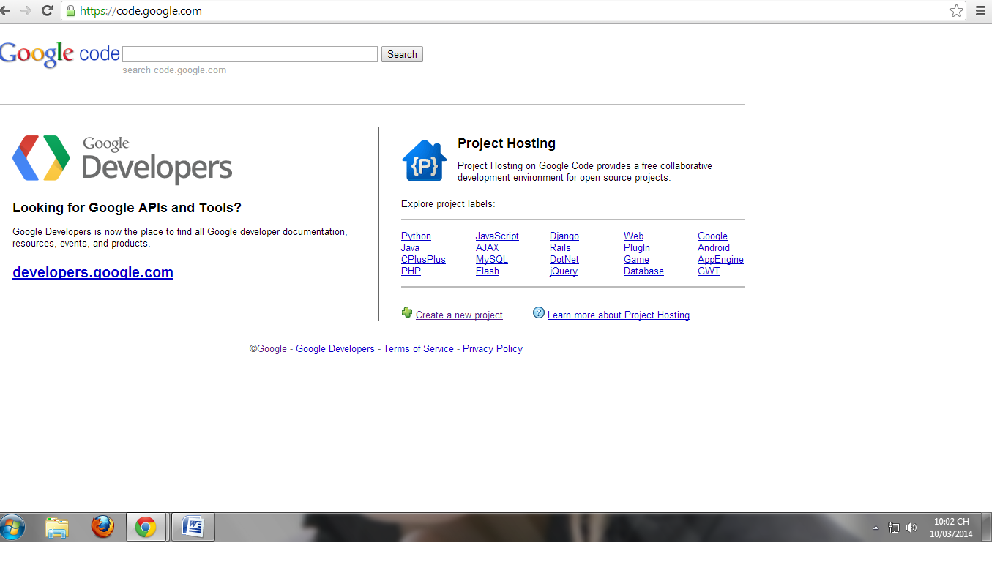 https://code.google.com
Google code
Search
search code.google.com
Google
Developers
Looking for Google APIs and Tools?
Google Developers is now the place to find all Google developer documentation,
resources, events, and products.
developers.google.com
{P}
Project Hosting
Project Hosting on Google Code provides a free collaborative
development environment for open source projects.
Explore project labels:
Python JavaScript Django Web Google
Java AJAX Rails PlugIn Android
CPlusPlus MySQL DotNet Game AppEngine
PHP Flash jQuery Database GWT
Create a new project ? Learn more about Project Hosting
©Google - Google Developers - Terms of Service - Privacy Policy
W
10:02 CH
10/03/2014